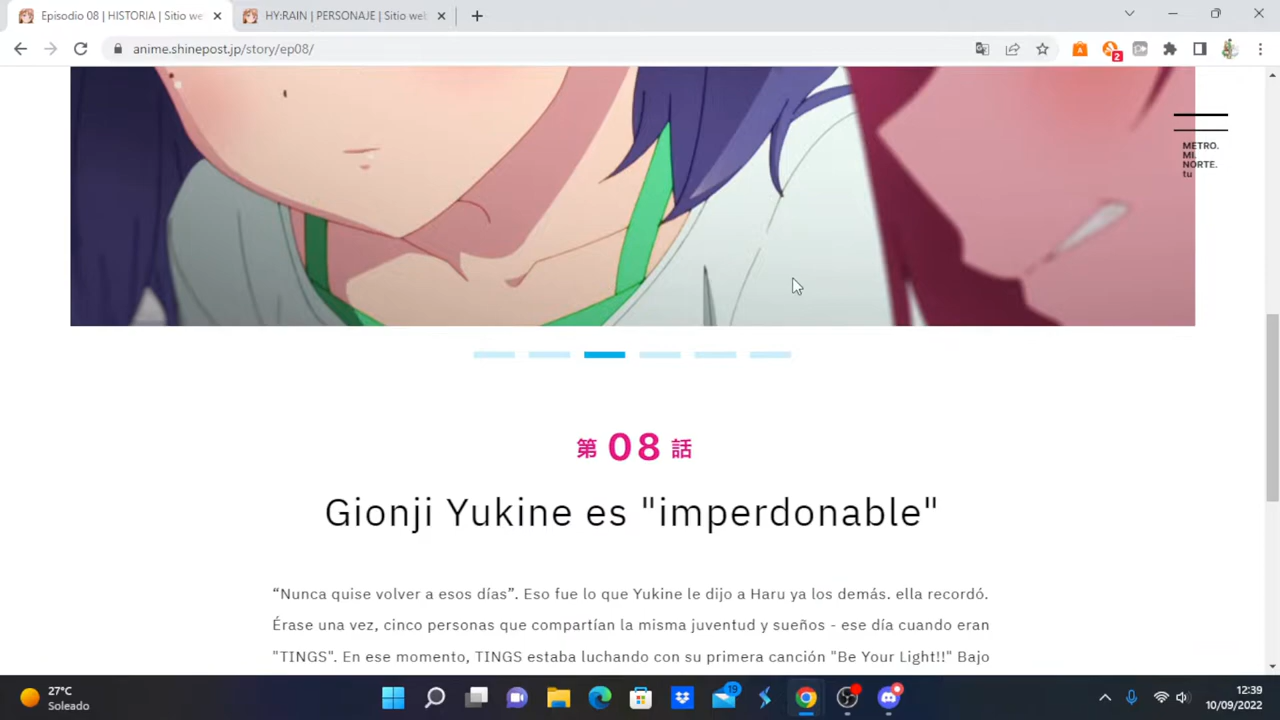 Episodio 08 | HISTORIA | Sitio we
HY:RAIN | PERSONAJE | Sitio web
anime.shinepost.jp/story/ep08/
2
METRO.
MI.
NORTE.
tu
第 08 話
Gionji Yukine es "imperdonable"
“Nunca quise volver a esos días”. Eso fue lo que Yukine le dijo a Haru ya los demás. ella recordó.
Érase una vez, cinco personas que compartían la misma juventud y sueños - ese día cuando eran
"TINGS". En ese momento, TINGS estaba luchando con su primera canción "Be Your Light!!" Bajo
27°C
Soleado
19
12:39
10/09/2022